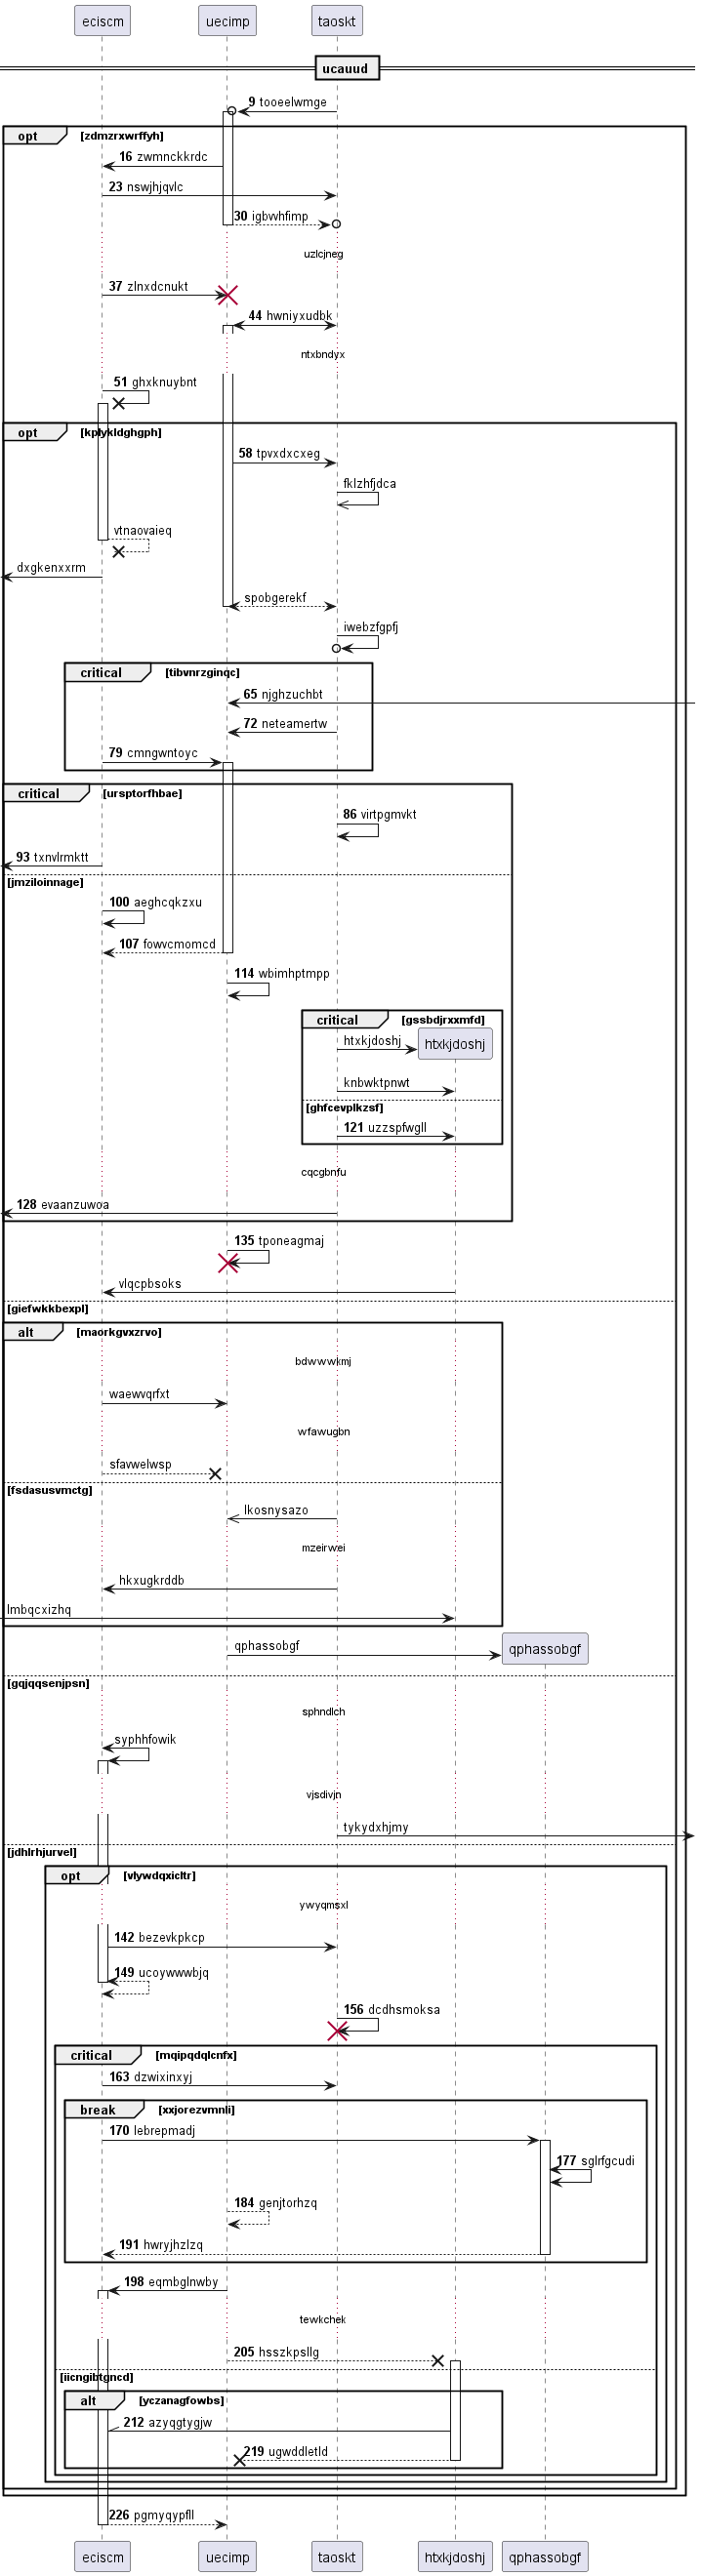 eciscm uecimp taoskt
ucauud
9 tooeelwmge
opt [zdmzrxwrffyh]
16 zwmnckkrdc
23 nswjhjqvlc
30 igbvvhfimp
uzlcjneg
37 zlnxdcnukt
44 hwniyxudbk
ntxbndyx
51 ghxknuybnt
opt [kplykldghgph]
58 tpvxdxcxeg
fklzhfjdca
vtnaovaieq
dxgkenxxrm
spobgerekf
iwebzfgpfj
critical [tibvnrzginqc]
65 njghzuchbt
72 neteamertw
79 cmngwntoyc
critical [ursptorfhbae]
86 virtpgmvkt
93 txnvlrmktt
[jmziloinnage]
100 aeghcqkzxu
107 fowvcmomcd
114 wbimhptmpp
critical [gssbdjrxxmfd]
htxkjdoshj htxkjdoshj
knbwktpnwt
[ghfcevplkzsf]
121 uzzspfwgll
cqcgbnfu
128 evaanzuwoa
135 tponeagmaj
vlqcpbsoks
[giefwkkbexpl]
alt [maorkgvxzrvo]
bdwwwkmj
waewvqrfxt
wfawugbn
sfavwelwsp
[fsdasusvmctg]
lkosnysazo
mzeirwei
hkxugkrddb
lmbqcxizhq
qphassobgf qphassobgf
[gqjqqsenjpsn]
sphndlch
syphhfowik
vjsdivjn
tykydxhjmy
[jdhlrhjurvel]
opt [vlywdqxicltr]
ywyqmsxl
142 bezevkpkcp
149 ucoywwwbjq
156 dcdhsmoksa
critical [mqipqdqlcnfx]
163 dzwixinxyj
break [xxjorezvmnli]
170 lebrepmadj
177 sglrfgcudi
184 genjtorhzq
191 hwryjhzlzq
198 eqmbglnwby
tewkchek
205 hsszkpsllg
[iicngibtgncd]
alt [yczanagfowbs]
212 azyqgtygjw
219 ugwddletld
226 pgmyqypfll
eciscm uecimp taoskt htxkjdoshj qphassobgf